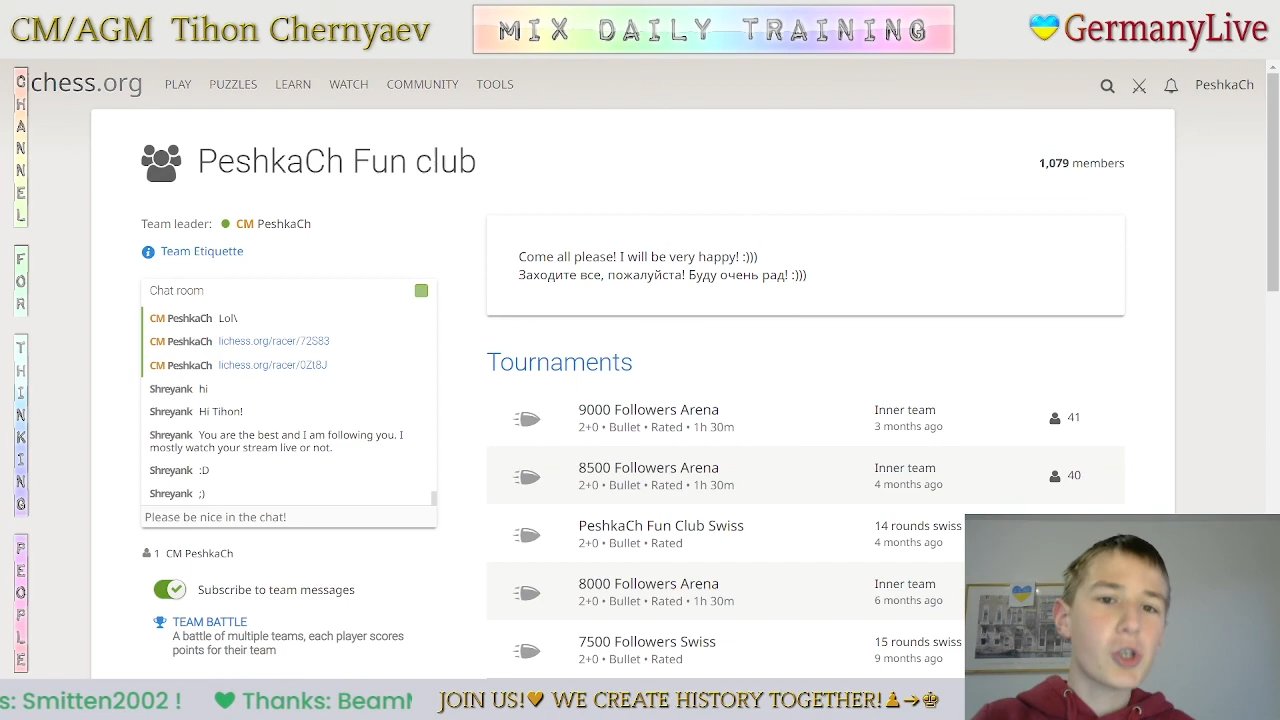 CM/AGM Tihon Chernyaev
MIX DAILY TRAINING
GermanyLive
chess.org
PLAY
PUZZLES
LEARN
WATCH
COMMUNITY
TOOLS
PeshkaCh
CHANNEL
FOR
THINKING
PEOPLE
PeshkaCh Fun club
1,079 members
Team leader: CM PeshkaCh
Team Etiquette
Come all please! I will be very happy! :)))
Заходите все, пожалуйста! Буду очень рад! :)))
Chat room
CM PeshkaCh Lol\
CM PeshkaCh lichess.org/racer/72S83
CM PeshkaCh lichess.org/racer/0Zt8J
Shreyank hi
Shreyank Hi Tihon!
Shreyank You are the best and I am following you. I
mostly watch your stream live or not.
Shreyank :D
Shreyank ;)
Please be nice in the chat!
1 CM PeshkaCh
Subscribe to team messages
TEAM BATTLE
A battle of multiple teams, each player scores
points for their team
Tournaments
9000 Followers Arena
2+0 • Bullet • Rated • 1h 30m
Inner team
3 months ago
41
8500 Followers Arena
2+0 • Bullet • Rated • 1h 30m
Inner team
4 months ago
40
PeshkaCh Fun Club Swiss
2+0 • Bullet • Rated
14 rounds swiss
4 months ago
8000 Followers Arena
2+0 • Bullet • Rated • 1h 30m
Inner team
6 months ago
7500 Followers Swiss
2+0 • Bullet • Rated
15 rounds swiss
9 months ago
s: Smitten2002 !
Thanks: Beam
JOIN US! WE CREATE HISTORY TOGETHER!